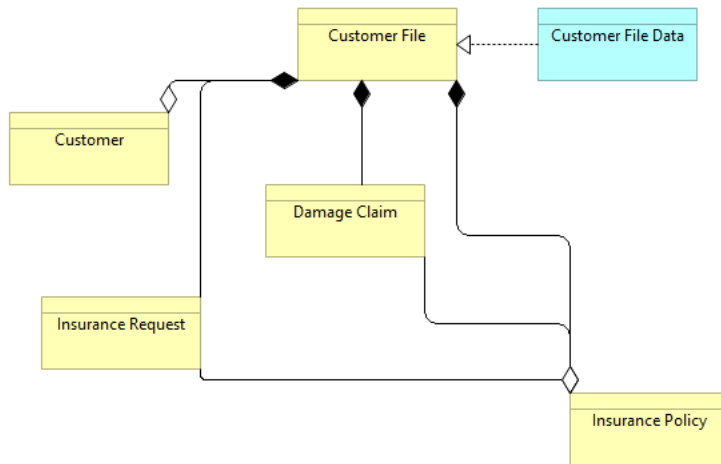 Customer File
Customer File Data
Customer
Damage Claim
Insurance Request
Insurance Policy